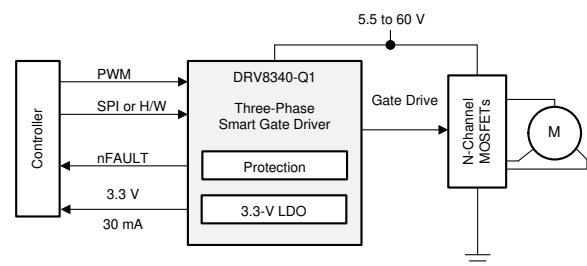 5.5 to 60 V
Controller
PWM
SPI or H/W
nFAULT
3.3 V
30 mA
DRV8340-Q1
Three-Phase
Smart Gate Driver
Protection
3.3-V LDO
Gate Drive
N-Channel
MOSFETs
M